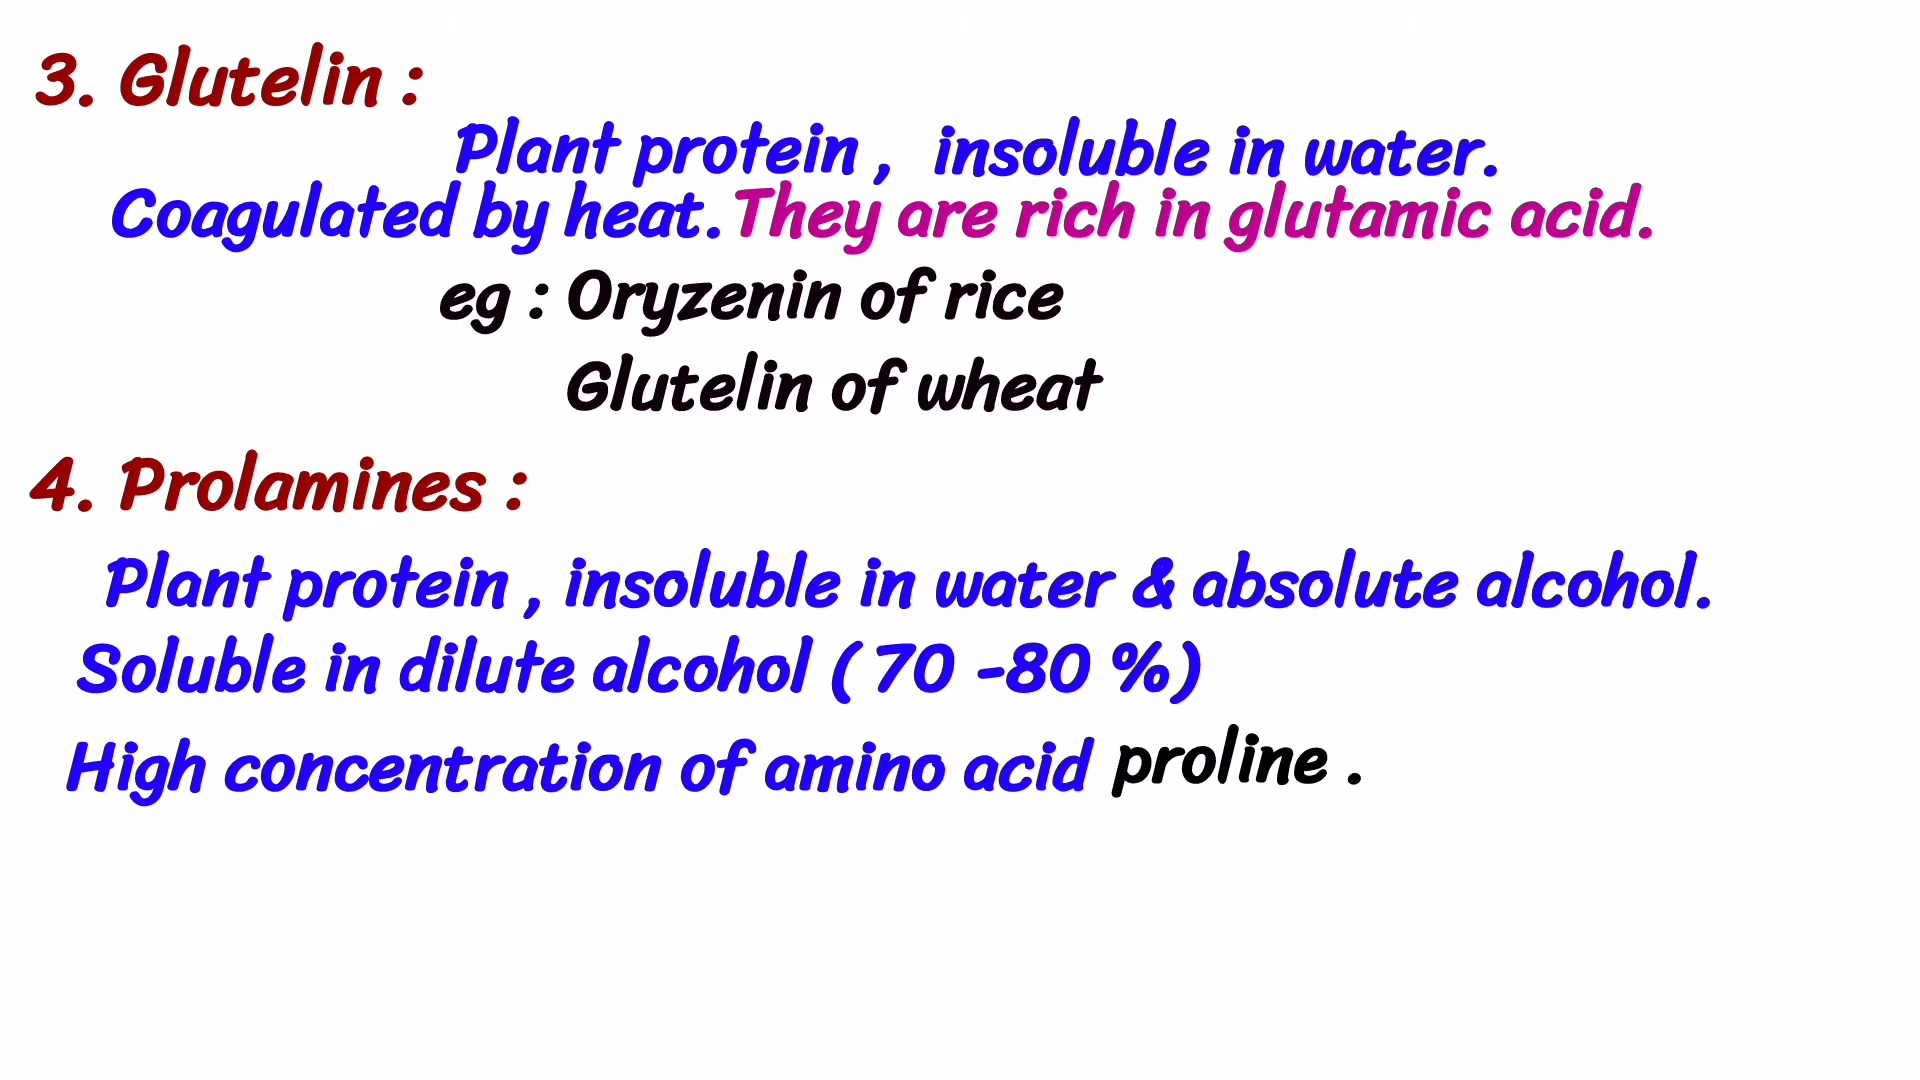 3. Glutelin :
Plant protein , insoluble in water.
Coagulated by heat. They are rich in glutamic acid.
eg : Oryzenin of rice
Glutelin of wheat
4. Prolamines :
Plant protein , insoluble in water & absolute alcohol.
Soluble in dilute alcohol ( 70 -80 %)
High concentration of amino acid proline .